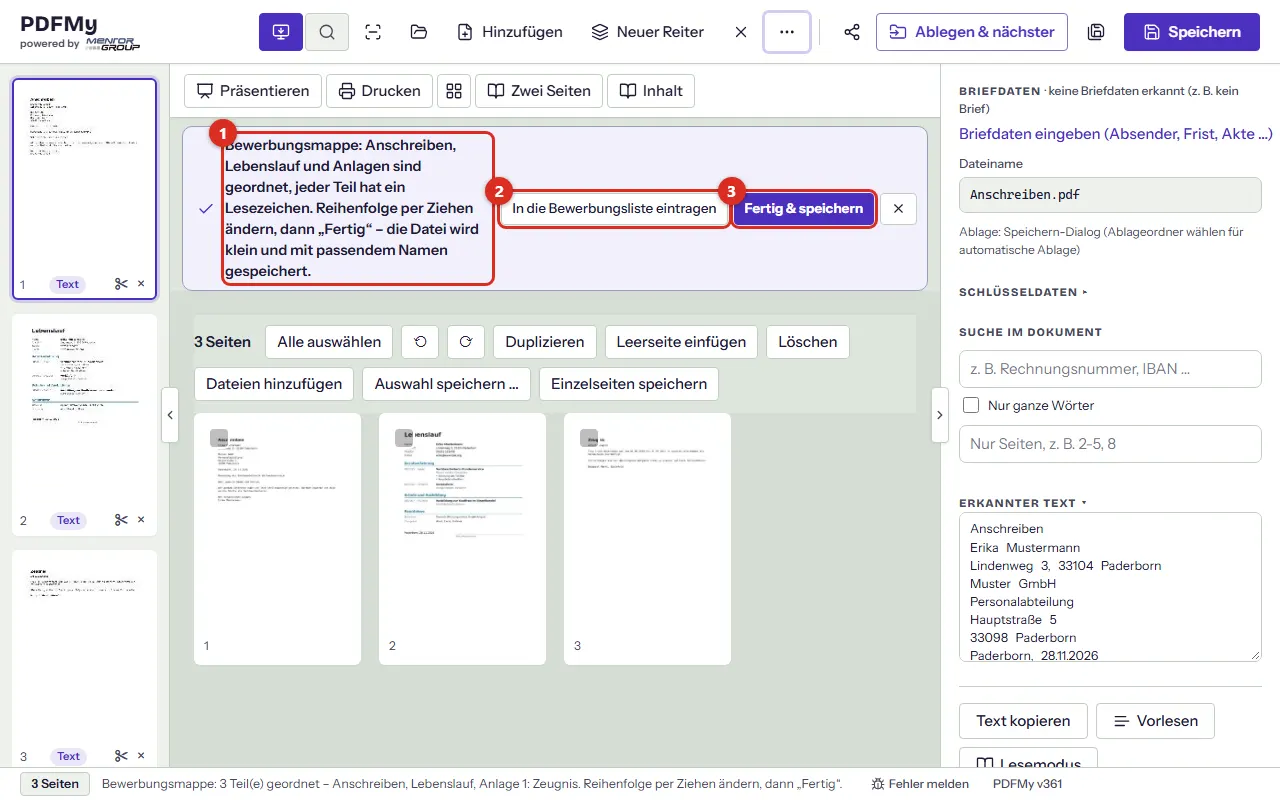 PDFMy
powered by MENROR GROUP
Hinzufügen
Neuer Reiter
Ablegen & nächster
Speichern
Präsentieren
Drucken
Zwei Seiten
Inhalt
1
Bewerbungsmappe: Anschreiben,
Lebenslauf und Anlagen sind
geordnet, jeder Teil hat ein
Lesezeichen. Reihenfolge per Ziehen
ändern, dann „Fertig“ – die Datei wird
klein und mit passendem Namen
gespeichert.
2
In die Bewerbungsliste eintragen
3
Fertig & speichern
3 Seiten
Alle auswählen
Duplizieren
Leerseite einfügen
Löschen
Dateien hinzufügen
Auswahl speichern ...
Einzelseiten speichern
1
Lebenslauf
2
3
1
Text
Lebenslauf
2
Text
3
Text
BRIEFDATEN · keine Briefdaten erkannt (z. B. kein
Brief)
Briefdaten eingeben (Absender, Frist, Akte ...)
Dateiname
Anschreiben.pdf
Ablage: Speichern-Dialog (Ablageordner wählen für
automatische Ablage)
SCHLÜSSELDATEN
SUCHE IM DOKUMENT
z. B. Rechnungsnummer, IBAN ...
Nur ganze Wörter
Nur Seiten, z. B. 2-5, 8
ERKANNTER TEXT
Anschreiben
Erika Mustermann
Lindenweg 3, 33104 Paderborn
Muster GmbH
Personalabteilung
Hauptstraße 5
33098 Paderborn
Paderborn, 28.11.2026
Text kopieren
Vorlesen
Lesemodus
3 Seiten
Bewerbungsmappe: 3 Teil(e) geordnet – Anschreiben, Lebenslauf, Anlage 1: Zeugnis. Reihenfolge per Ziehen ändern, dann „Fertig“.
Fehler melden
PDFMy v361